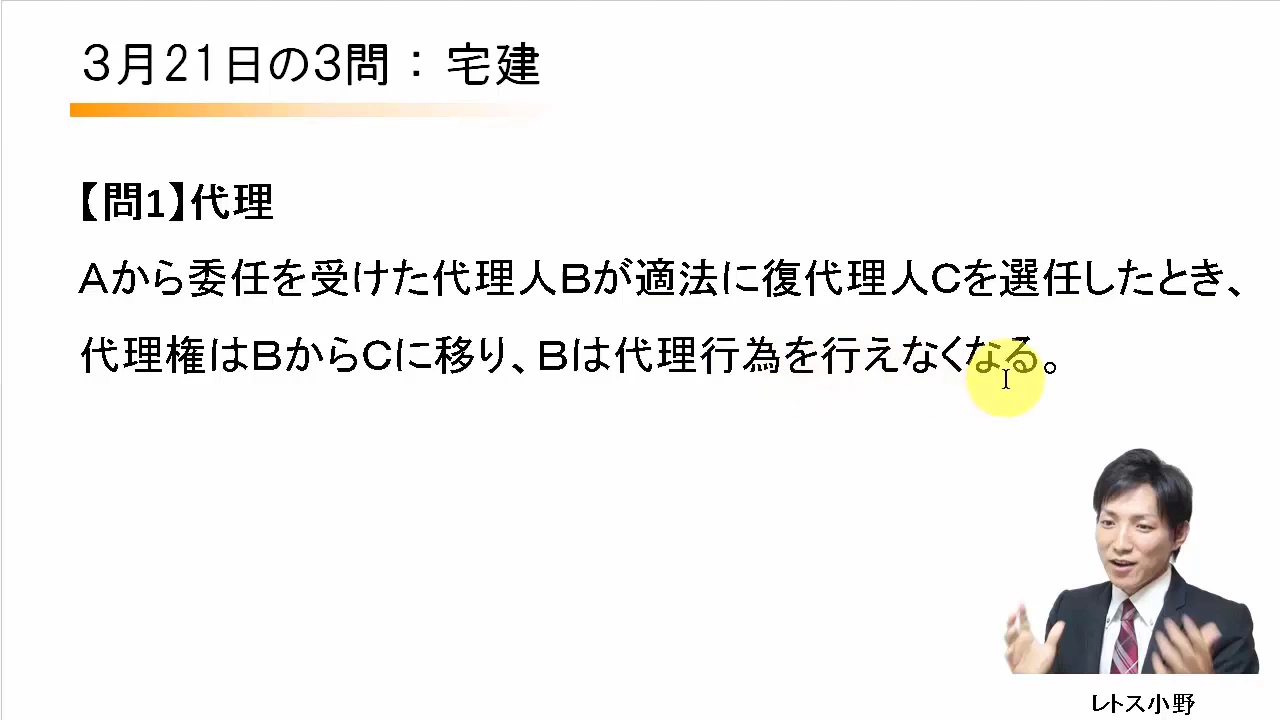 ３月２１日の３問：宅建
【問1】代理
Ａから委任を受けた代理人Ｂが適法に復代理人Ｃを選任したとき、
代理権はＢからＣに移り、Ｂは代理行為を行えなくなる。
レトス小野